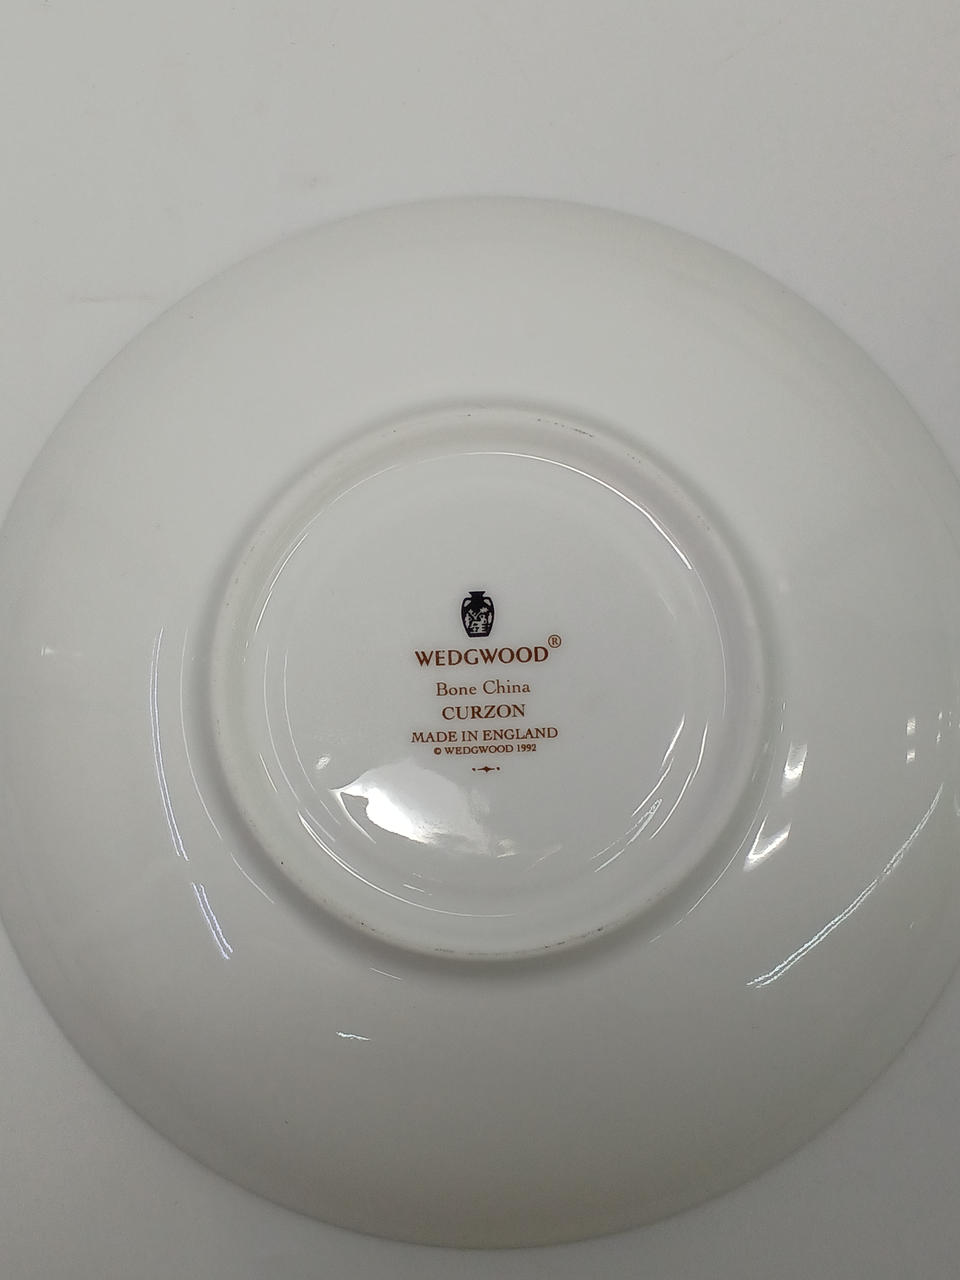 WEDGWOOD®
Bone China
CURZON
MADE IN ENGLAND
© WEDGWOOD 1992